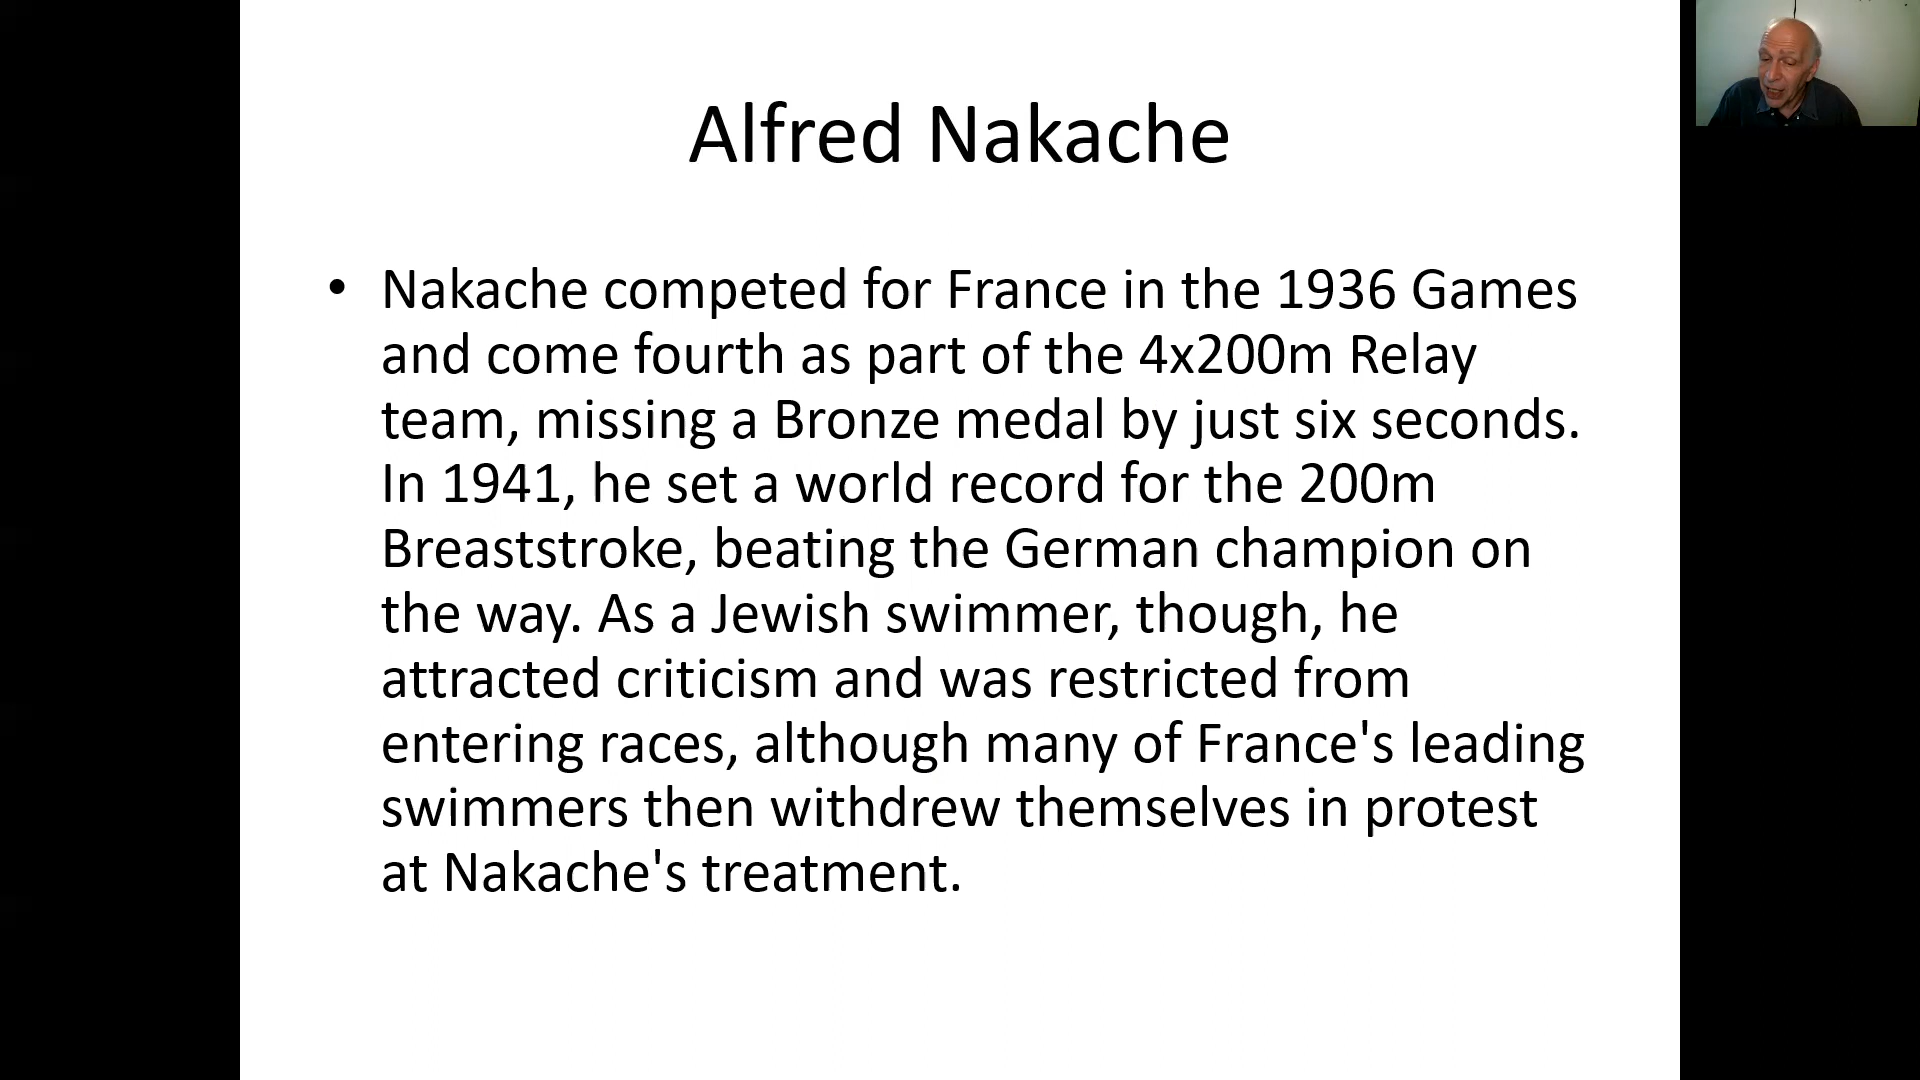 Alfred Nakache
• Nakache competed for France in the 1936 Games
and come fourth as part of the 4x200m Relay
team, missing a Bronze medal by just six seconds.
In 1941, he set a world record for the 200m
Breaststroke, beating the German champion on
the way. As a Jewish swimmer, though, he
attracted criticism and was restricted from
entering races, although many of France's leading
swimmers then withdrew themselves in protest
at Nakache's treatment.